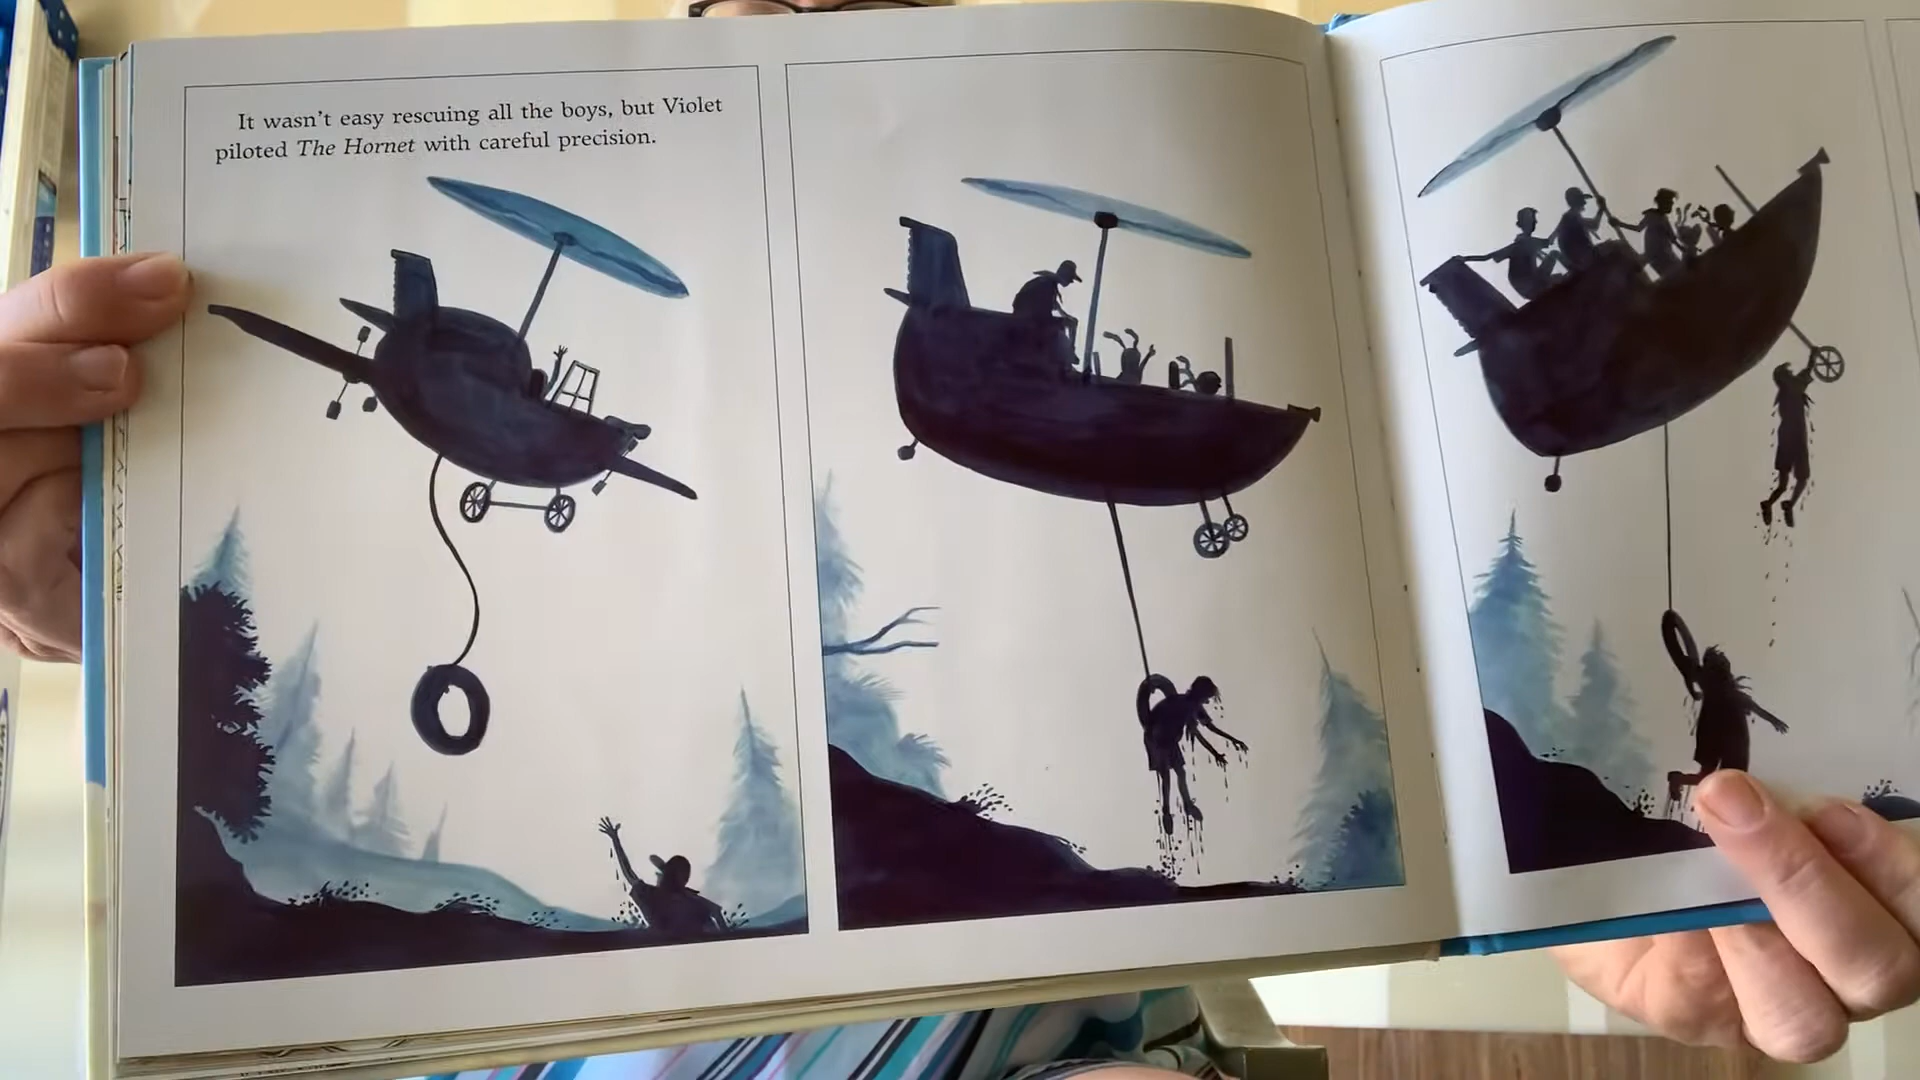 It wasn't easy rescuing all the boys, but Violet
piloted The Hornet with careful precision.